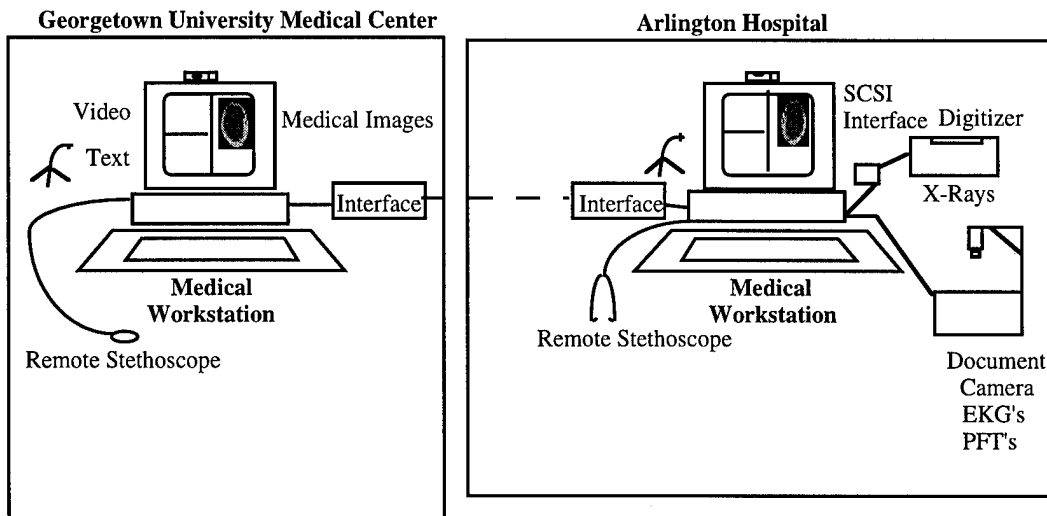 Georgetown University Medical Center
Video
Text
Medical Images
Interface
Medical
Workstation
Remote Stethoscope
Arlington Hospital
SCSI
Interface
Digitizer
X-Rays
Interface
Medical
Workstation
Remote Stethoscope
Document
Camera
EKG's
PFT's